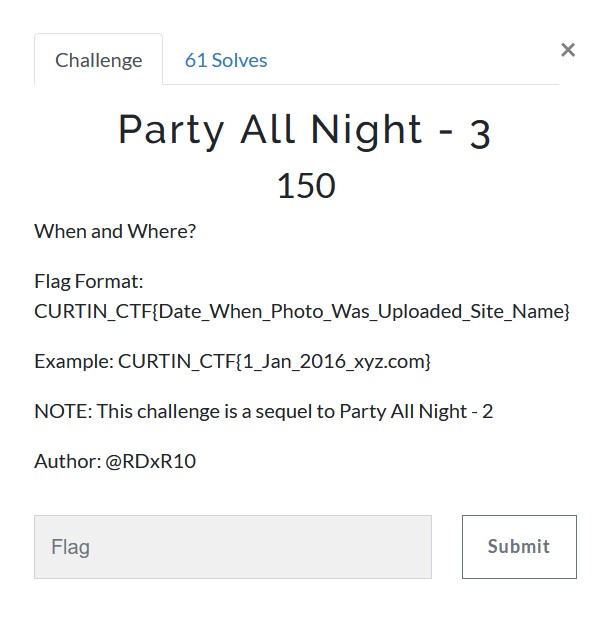 Challenge
61 Solves
×
Party All Night - 3
150
When and Where?
Flag Format:
CURTIN_CTF{Date_When_Photo_Was_Uploaded_Site_Name}
Example: CURTIN_CTF{1_Jan_2016_xyz.com}
NOTE: This challenge is a sequel to Party All Night - 2
Author: @RDxR10
Flag
Submit